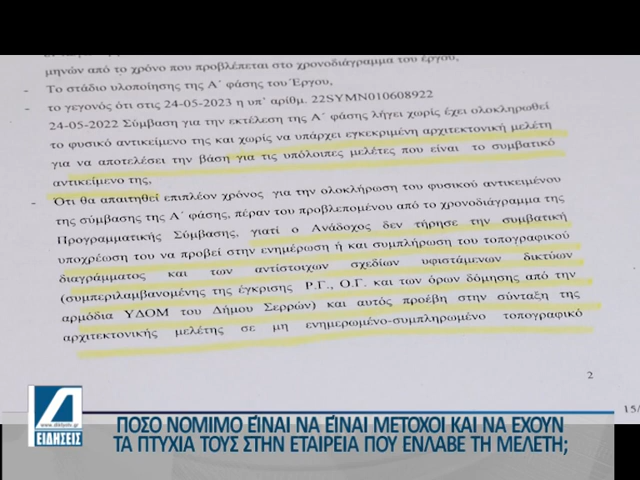 μηνών από το χρόνο που προβλέπεται στο χρονοδιάγραμμα του έργου,
- Το στάδιο υλοποίησης της Α΄ φάσης του Έργου,
- το γεγονός ότι στις 24-05-2023 η υπ' αριθμ. 22SYMN010608922
24-05-2022 Σύμβαση για την εκτέλεση της Α΄ φάσης λήγει χωρίς έχει ολοκληρωθεί
το φυσικό αντικείμενο της και χωρίς να υπάρχει εγκεκριμένη αρχιτεκτονική μελέτη
για να αποτελέσει την βάση για τις υπόλοιπες μελέτες που είναι το συμβατικό
αντικείμενο της,
- Ότι θα απαιτηθεί επιπλέον χρόνος για την ολοκλήρωση του φυσικού αντικειμένου
της σύμβασης της Α΄ φάσης, πέραν του προβλεπομένου από το χρονοδιάγραμμα της
Προγραμματικής Σύμβασης, γιατί ο Ανάδοχος δεν τήρησε την συμβατική
υποχρέωση του να προβεί στην ενημέρωση ή και συμπλήρωση του τοπογραφικού
διαγράμματος και των αντίστοιχων σχεδίων υφιστάμενων δικτύων
(συμπεριλαμβανομένης της έγκρισης Ρ.Γ., Ο.Γ. και των όρων δόμησης από την
αρμόδια ΥΔΟΜ του Δήμου Σερρών) και αυτός προέβη στην σύνταξη της
αρχιτεκτονικής μελέτης σε μη ενημερωμένο-συμπληρωμένο τοπογραφικό
2
15/
www.diktyotv.gr
ΕΙΔΗΣΕΙΣ
ΠΟΣΟ ΝΟΜΙΜΟ ΕΊΝΑΙ ΝΑ ΕΊΝΑΙ ΜΕΤΟΧΟΙ ΚΑΙ ΝΑ ΕΧΟΥΝ
ΤΑ ΠΤΥΧΙΑ ΤΟΥΣ ΣΤΗΝ ΕΤΑΙΡΕΙΑ ΠΟΥ ΕΝΛΑΒΕ ΤΗ ΜΕΛΕΤΗ;